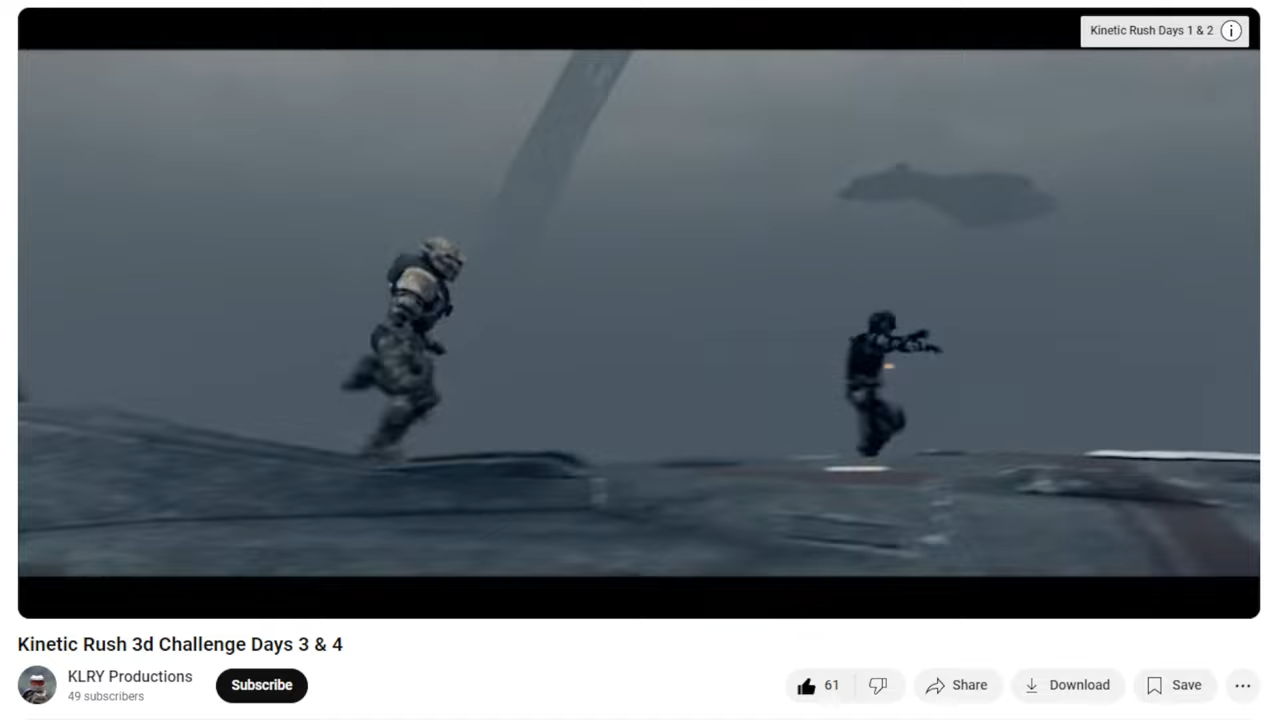 Kinetic Rush Days 1 & 2
Kinetic Rush 3d Challenge Days 3 & 4
KLRY Productions
49 subscribers
Subscribe
61
Share
Download
Save